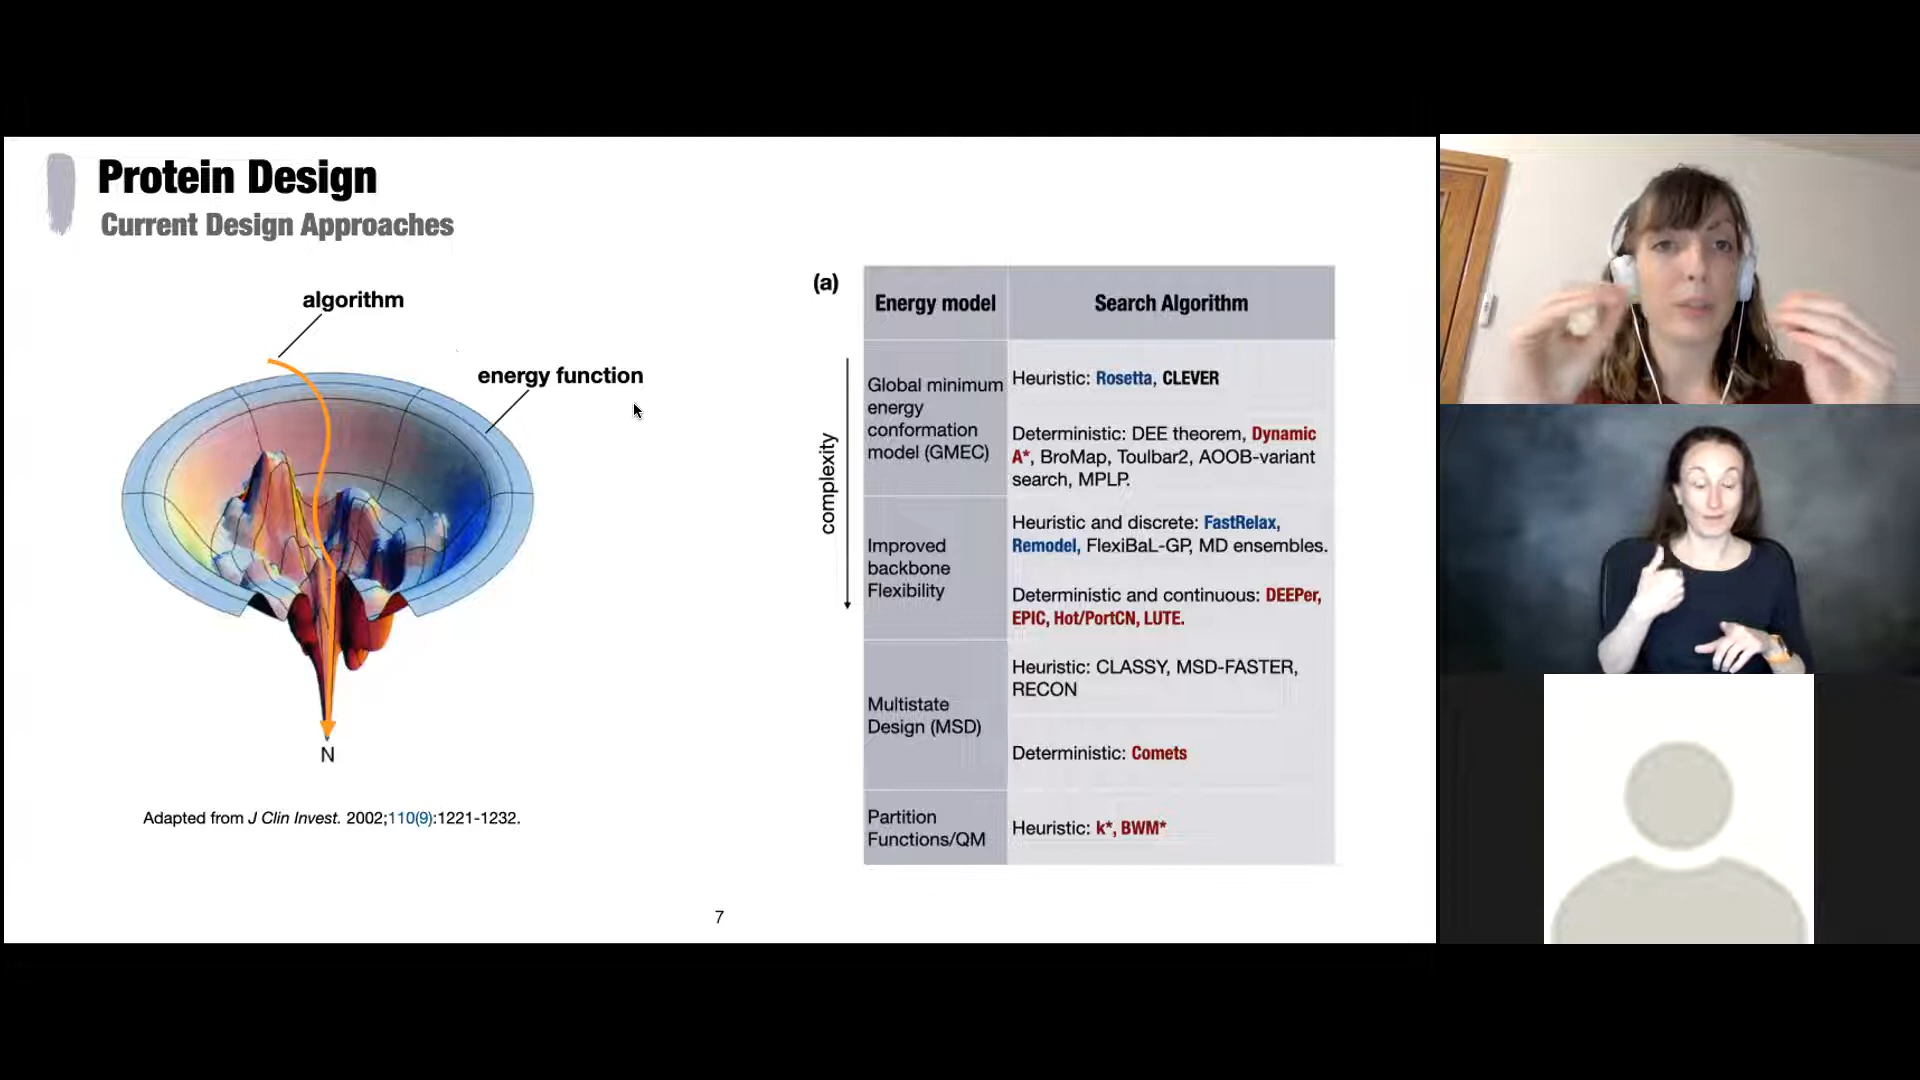 Protein Design
Current Design Approaches
algorithm
energy function
N
Adapted from J Clin Invest. 2002;110(9):1221-1232.
(a)
complexity
Energy model
Search Algorithm
Global minimum
energy
conformation
model (GMEC)
Heuristic: Rosetta, CLEVER
Deterministic: DEE theorem, Dynamic
A*, BroMap, Toulbar2, AOOB-variant
search, MPLP.
Improved
backbone
Flexibility
Heuristic and discrete: FastRelax,
Remodel, FlexiBaL-GP, MD ensembles.
Deterministic and continuous: DEEPer,
EPIC, Hot/PortCN, LUTE.
Multistate
Design (MSD)
Heuristic: CLASSY, MSD-FASTER,
RECON
Deterministic: Comets
Partition
Functions/QM
Heuristic: k*, BWM*
7